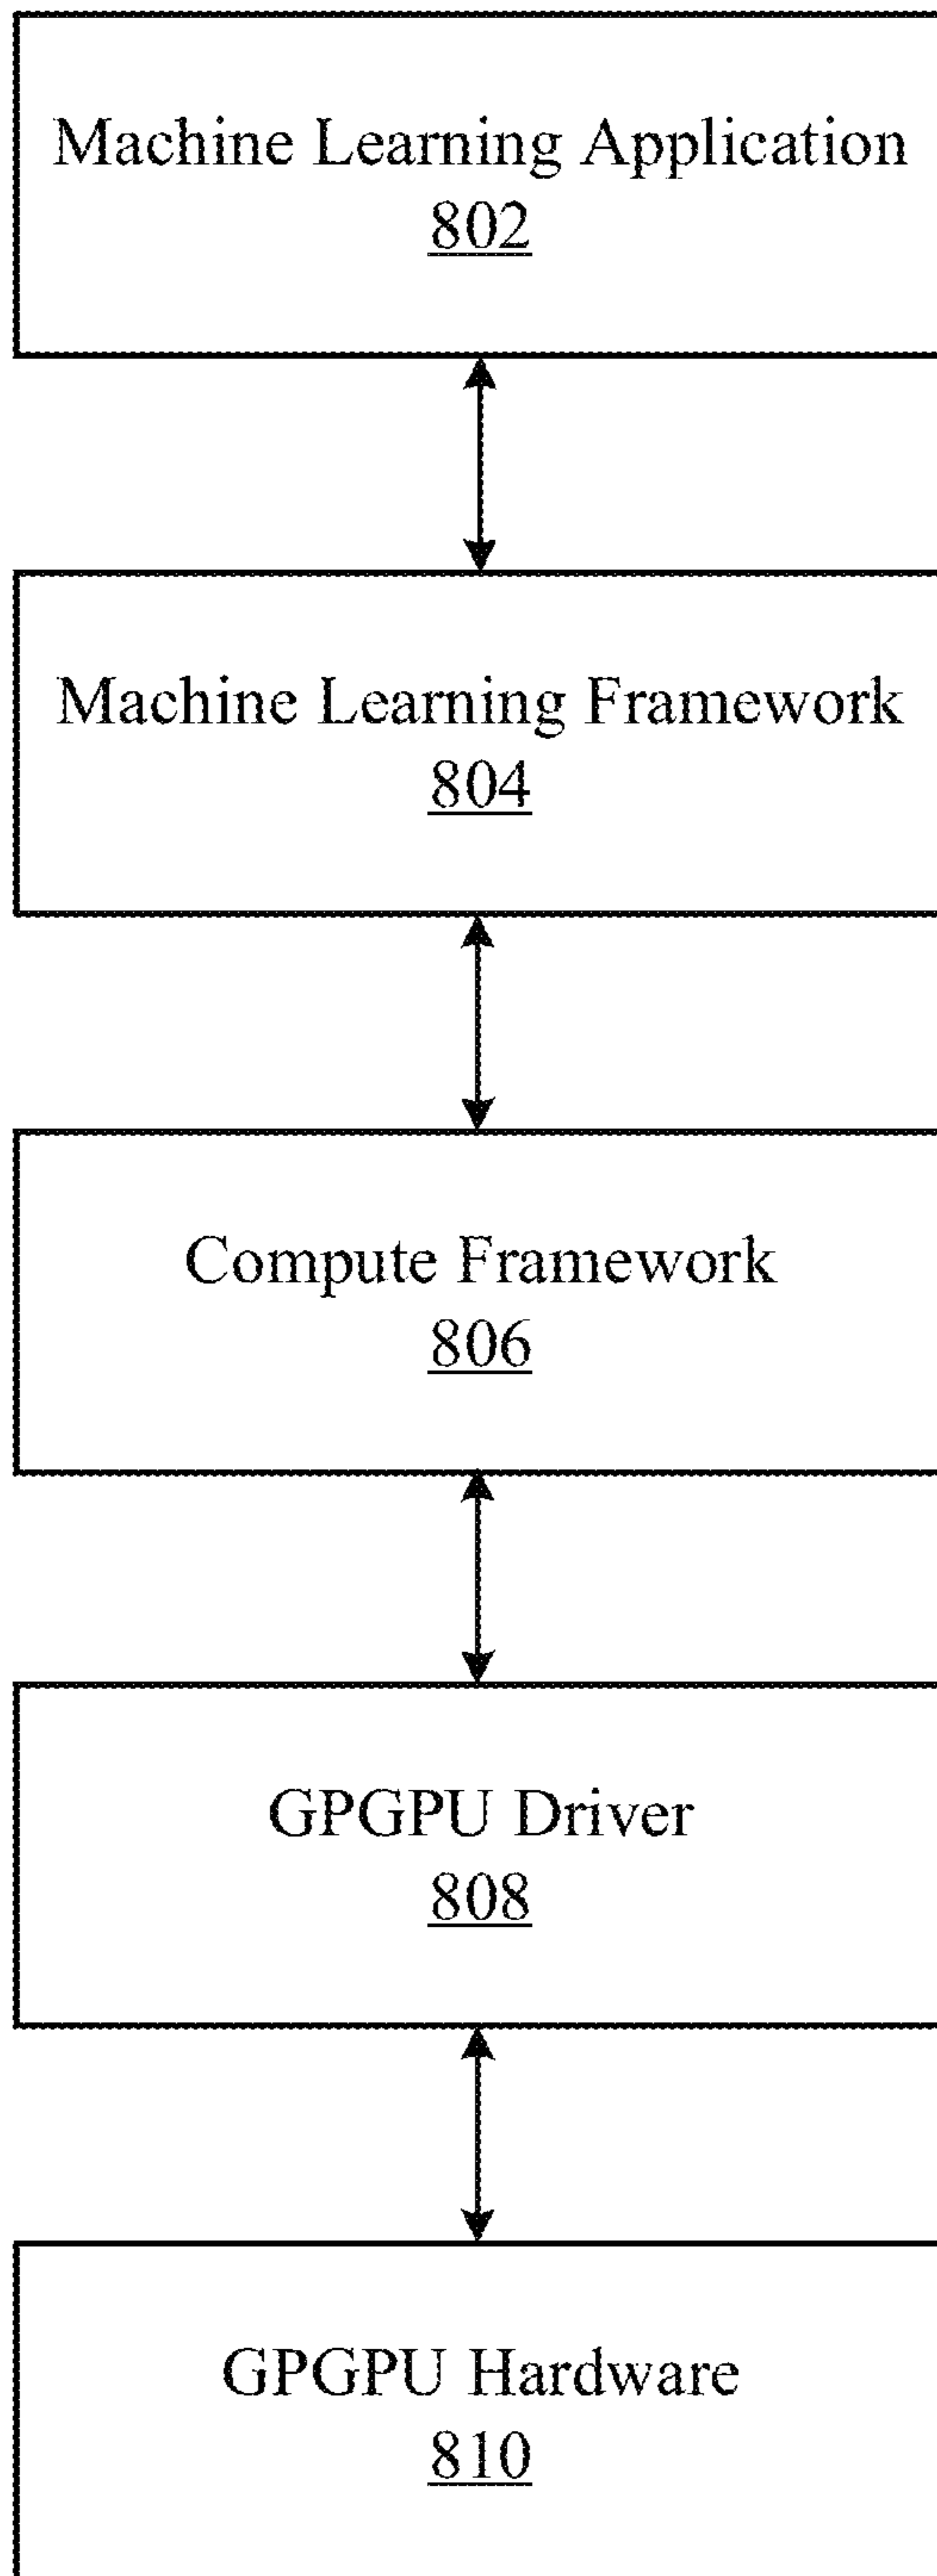 Machine Learning Application
802
Machine Learning Framework
804
Compute Framework
806
GPGPU Driver
808
GPGPU Hardware
810